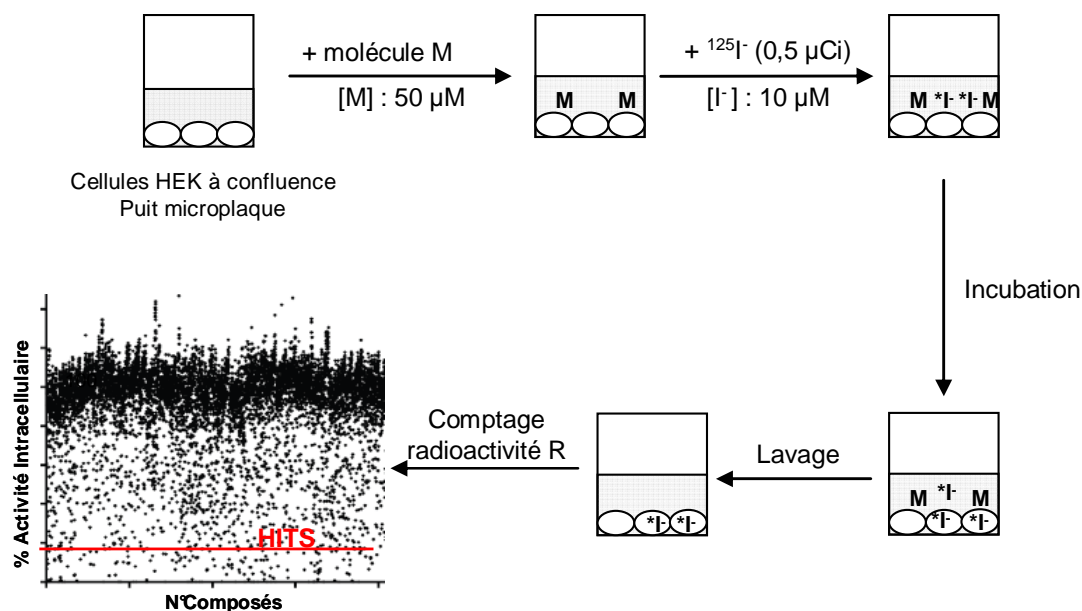 + molécule M
[M] : 50 µM
+ ¹²⁵I- (0,5 µCi)
[I-] : 10 µM
M M
M *I- *I- M
Cellules HEK à confluence
Puit microplaque
Incubation
% Activité Intracellulaire
HITS
N°Composés
Comptage
radioactivité R
*I- *I-
Lavage
M *I- M
*I- *I-